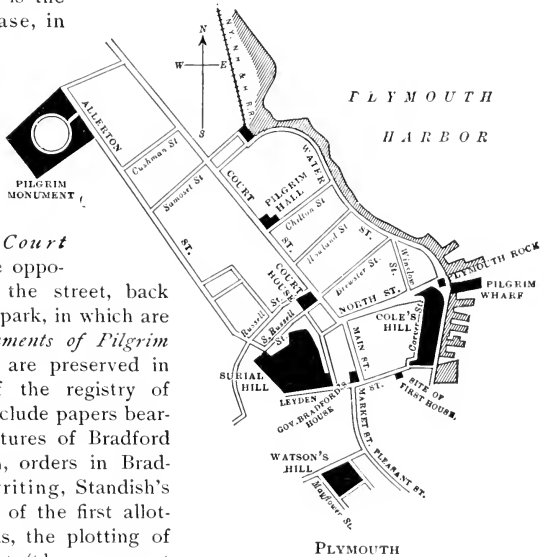 is the
ase, in
Court
e oppo-
the street, back
park, in which are
ments of Pilgrim
are preserved in
f the registry of
clude papers bear-
tures of Bradford
, orders in Brad-
riting, Standish's
of the first allot-
s, the plotting of
N
W E
S
N.Y. N.H. & H. R.R.
PLYMOUTH
HARBOR
ALLERTON
ST.
PILGRIM
MONUMENT
Cushman St
Samoset St
COURT
ST.
PILGRIM
HALL
WATER
ST.
Chilton St
Howland St
Brewster St.
Winslow
St.
PLYMOUTH ROCK
PILGRIM
WHARF
COURT
HOUSE
Russell St.
S. Russell
St
NORTH ST.
COLE'S
HILL
Carver St.
MAIN ST.
BURIAL
HILL
LEYDEN ST.
GOV. BRADFORD'S
HOUSE
SITE OF
FIRST HOUSE.
MARKET ST.
PLEASANT ST.
WATSON'S
HILL
Mayflower St.
PLYMOUTH